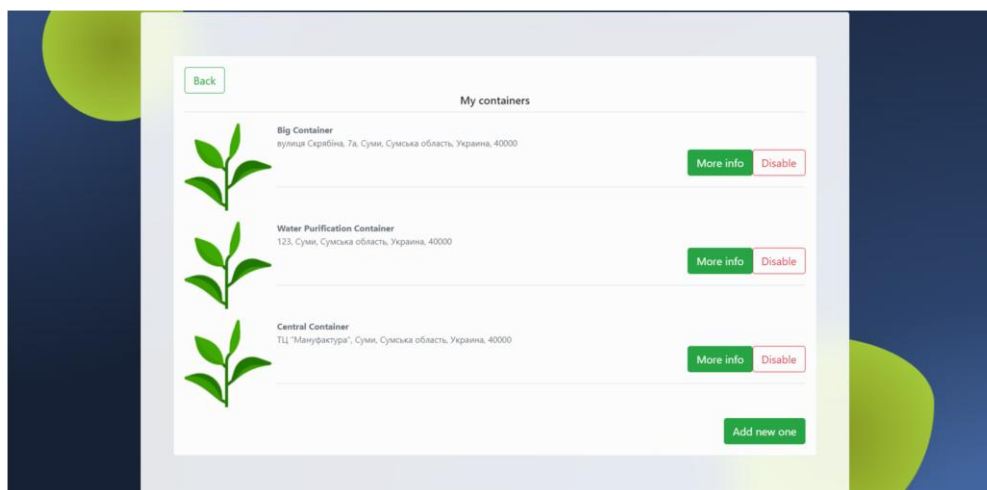 Back
My containers
Big Container
вулиця Скрябіна, 7а, Суми, Сумська область, Украина, 40000
More info Disable
Water Purification Container
123, Суми, Сумська область, Украина, 40000
More info Disable
Central Container
ТЦ "Мануфактура", Суми, Сумська область, Украина, 40000
More info Disable
Add new one